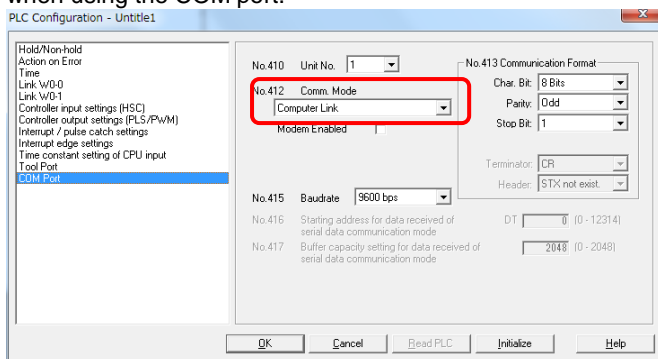 when using the COM port.
PLC Configuration - Untitle1
Hold/Non-hold
Action on Error
Time
Link W0-0
Link W0-1
Controller input settings (HSC)
Controller output settings (PLS/PWM)
Interrupt / pulse catch settings
Interrupt edge settings
Time constant setting of CPU input
Tool Port
COM Port
No.410 Unit No. 1
No.412 Comm. Mode
Computer Link
Modem Enabled
No.413 Communication Format
Char. Bit: 8 Bits
Parity: Odd
Stop Bit: 1
Terminator: CR
Header: STX not exist.
No.415 Baudrate 9600 bps
No.416 Starting address for data received of serial data communication mode DT 0 (0 - 12314)
No.417 Buffer capacity setting for data received of serial data communication mode 2048 (0 - 2048)
OK Cancel Read PLC Initialize Help